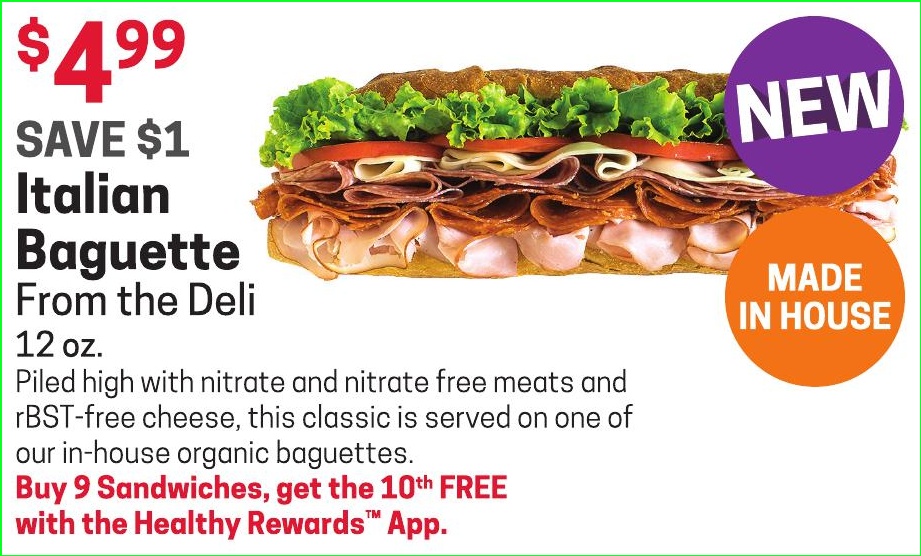 $4.99
SAVE $1
Italian
Baguette
From the Deli
12 oz.
Piled high with nitrate and nitrate free meats and
rBST-free cheese, this classic is served on one of
our in-house organic baguettes.
Buy 9 Sandwiches, get the 10th FREE
with the Healthy Rewards™ App.
NEW
MADE
IN HOUSE